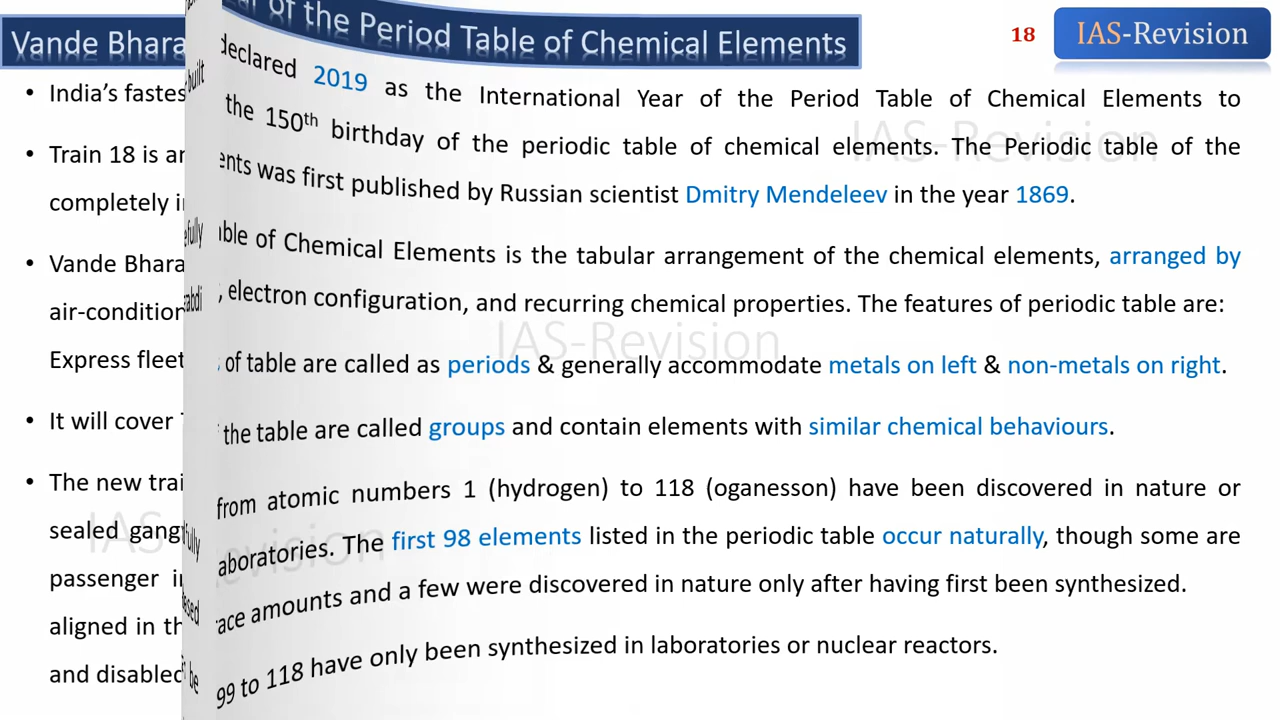 Vande Bhara
of the Period Table of Chemical Elements
18
IAS-Revision
• India’s fastes
• Train 18 is an
completely i
• Vande Bhara
air-condition
Express fleet
• It will cover
• The new trai
sealed gang
passenger i
aligned in th
and disabled
built
declared 2019 as the International Year of the Period Table of Chemical Elements to
the 150th birthday of the periodic table of chemical elements. The Periodic table of the
ents was first published by Russian scientist Dmitry Mendeleev in the year 1869.
able of Chemical Elements is the tabular arrangement of the chemical elements, arranged by
, electron configuration, and recurring chemical properties. The features of periodic table are:
of table are called as periods & generally accommodate metals on left & non-metals on right.
the table are called groups and contain elements with similar chemical behaviours.
from atomic numbers 1 (hydrogen) to 118 (oganesson) have been discovered in nature or
aboratories. The first 98 elements listed in the periodic table occur naturally, though some are
ace amounts and a few were discovered in nature only after having first been synthesized.
99 to 118 have only been synthesized in laboratories or nuclear reactors.
IAS-Revision
IAS-Revision
IAS-Revision